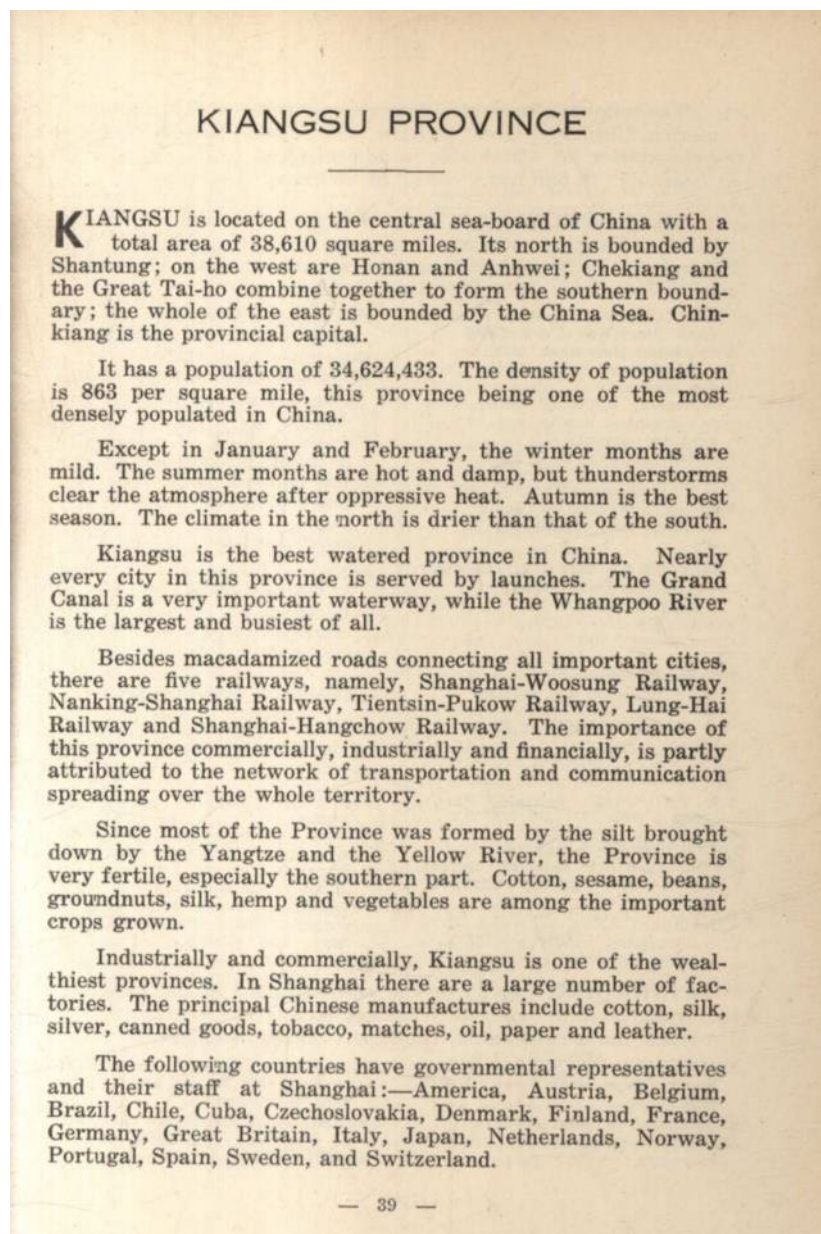 KIANGSU PROVINCE
KIANGSU is located on the central sea-board of China with a
total area of 38,610 square miles. Its north is bounded by
Shantung; on the west are Honan and Anhwei; Chekiang and
the Great Tai-ho combine together to form the southern bound-
ary; the whole of the east is bounded by the China Sea. Chin-
kiang is the provincial capital.
It has a population of 34,624,433. The density of population
is 863 per square mile, this province being one of the most
densely populated in China.
Except in January and February, the winter months are
mild. The summer months are hot and damp, but thunderstorms
clear the atmosphere after oppressive heat. Autumn is the best
season. The climate in the north is drier than that of the south.
Kiangsu is the best watered province in China. Nearly
every city in this province is served by launches. The Grand
Canal is a very important waterway, while the Whangpoo River
is the largest and busiest of all.
Besides macadamized roads connecting all important cities,
there are five railways, namely, Shanghai-Woosung Railway,
Nanking-Shanghai Railway, Tientsin-Pukow Railway, Lung-Hai
Railway and Shanghai-Hangchow Railway. The importance of
this province commercially, industrially and financially, is partly
attributed to the network of transportation and communication
spreading over the whole territory.
Since most of the Province was formed by the silt brought
down by the Yangtze and the Yellow River, the Province is
very fertile, especially the southern part. Cotton, sesame, beans,
groundnuts, silk, hemp and vegetables are among the important
crops grown.
Industrially and commercially, Kiangsu is one of the weal-
thiest provinces. In Shanghai there are a large number of fac-
tories. The principal Chinese manufactures include cotton, silk,
silver, canned goods, tobacco, matches, oil, paper and leather.
The following countries have governmental representatives
and their staff at Shanghai:—America, Austria, Belgium,
Brazil, Chile, Cuba, Czechoslovakia, Denmark, Finland, France,
Germany, Great Britain, Italy, Japan, Netherlands, Norway,
Portugal, Spain, Sweden, and Switzerland.
— 39 —